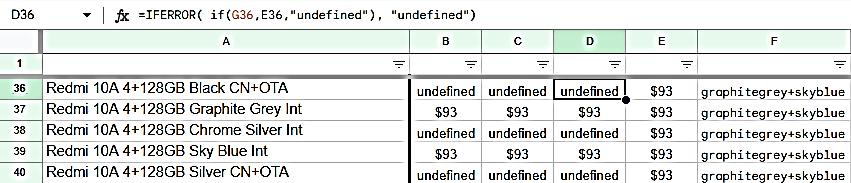 D36 fx =IFERROR( if(G36,E36,"undefined"), "undefined")
A B C D E F
1
36 Redmi 10A 4+128GB Black CN+OTA undefined undefined undefined $93 graphitegrey+skyblue
37 Redmi 10A 4+128GB Graphite Grey Int $93 $93 $93 $93 graphitegrey+skyblue
38 Redmi 10A 4+128GB Chrome Silver Int undefined undefined undefined $93 graphitegrey+skyblue
39 Redmi 10A 4+128GB Sky Blue Int $93 $93 $93 $93 graphitegrey+skyblue
40 Redmi 10A 4+128GB Silver CN+OTA undefined undefined undefined $93 graphitegrey+skyblue